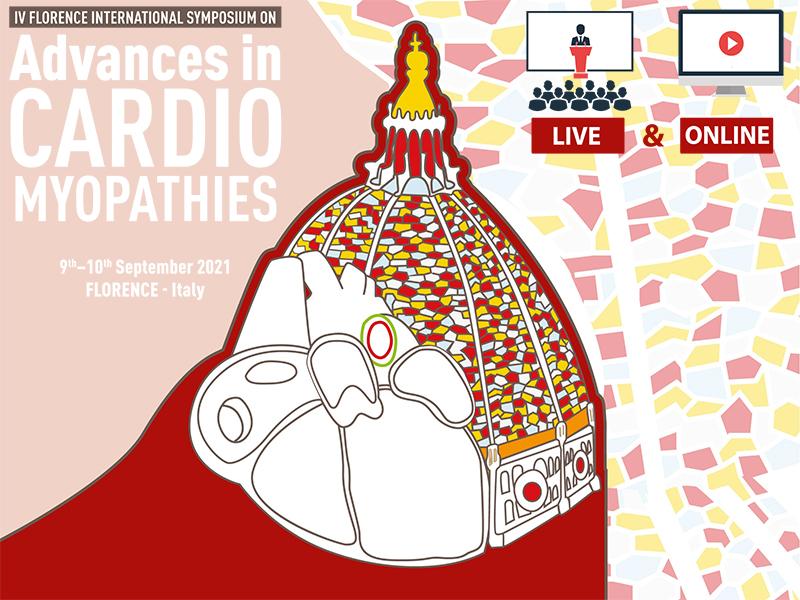 IV FLORENCE INTERNATIONAL SYMPOSIUM ON
Advances in
CARDIO
MYOPATHIES
9th–10th September 2021
FLORENCE - Italy
LIVE & ONLINE